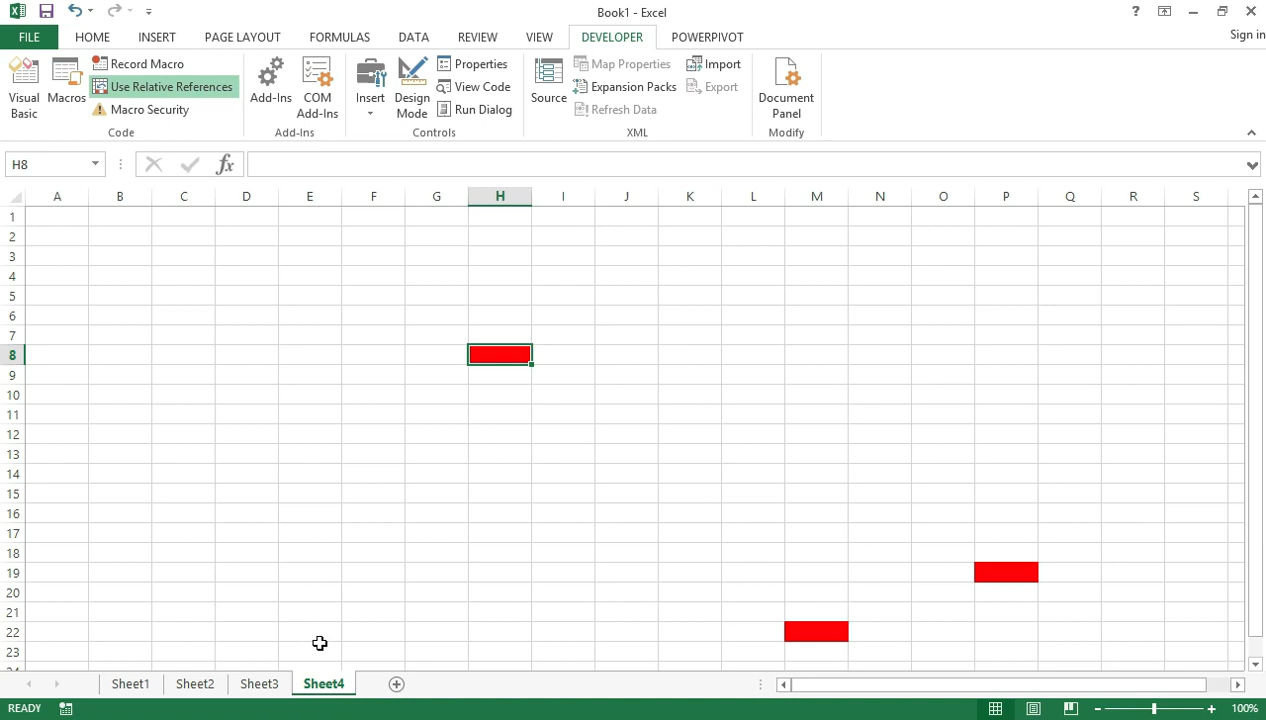 Book1 - Excel
Sign in
FILE HOME INSERT PAGE LAYOUT FORMULAS DATA REVIEW VIEW DEVELOPER POWERPIVOT
Visual Basic
Macros
Record Macro
Use Relative References
Macro Security
Code
Add-Ins
COM Add-Ins
Add-Ins
Insert
Design Mode
Properties
View Code
Run Dialog
Controls
Source
Map Properties
Expansion Packs
Refresh Data
Import
Export
XML
Document Panel
Modify
H8
fx
A B C D E F G H I J K L M N O P Q R S
1
2
3
4
5
6
7
8
9
10
11
12
13
14
15
16
17
18
19
20
21
22
23
Sheet1 Sheet2 Sheet3 Sheet4
READY
100%